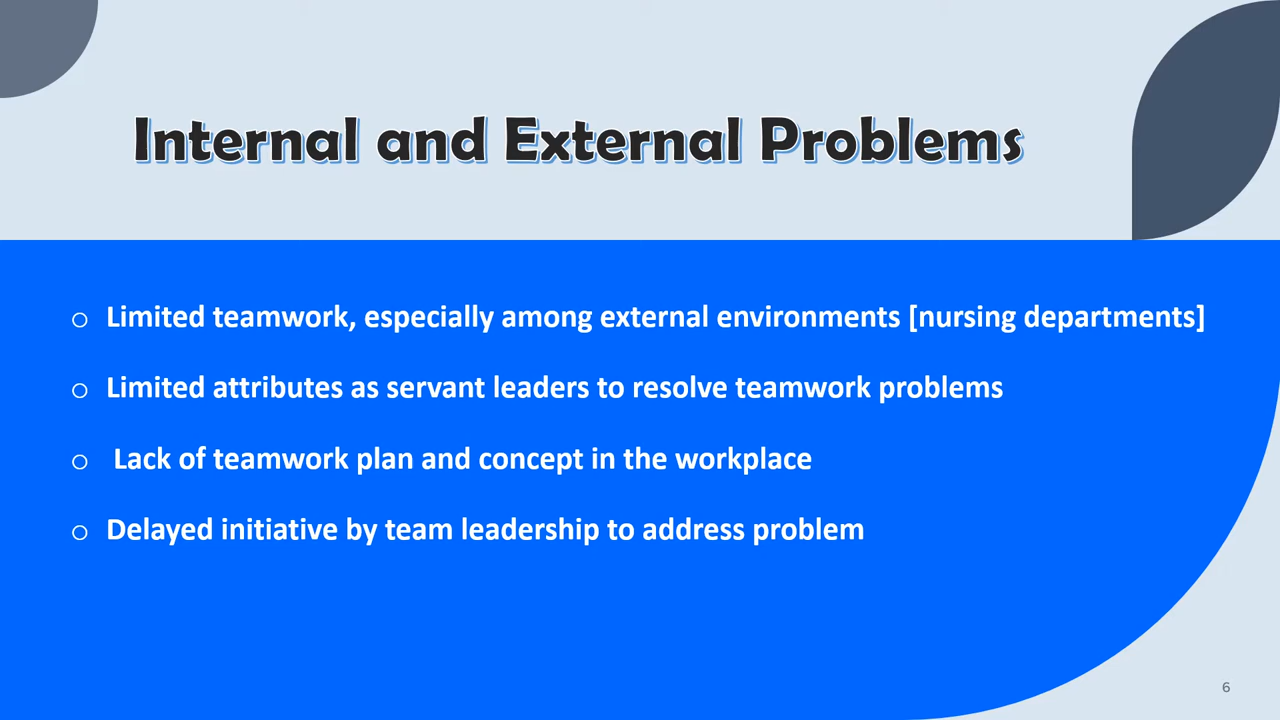 Internal and External Problems
○ Limited teamwork, especially among external environments [nursing departments]
○ Limited attributes as servant leaders to resolve teamwork problems
○ Lack of teamwork plan and concept in the workplace
○ Delayed initiative by team leadership to address problem
6